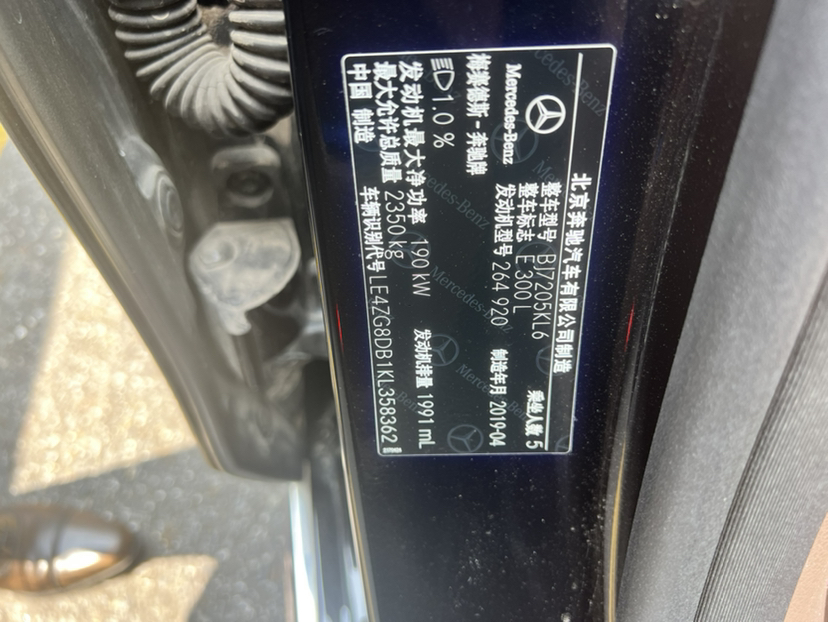 北京奔驰汽车有限公司制造
Mercedes-Benz
梅赛德斯-奔驰牌
整车型号 BJ7205KL6
整车标志 E 300 L
乘坐人数 5
发动机型号 264 920
制造年月 2019-04
1.0 %
发动机最大净功率 190 kW
发动机排量 1991 mL
最大允许总质量 2350 kg
中国 制造
车辆识别代号 LE4ZG8DB1KL358362